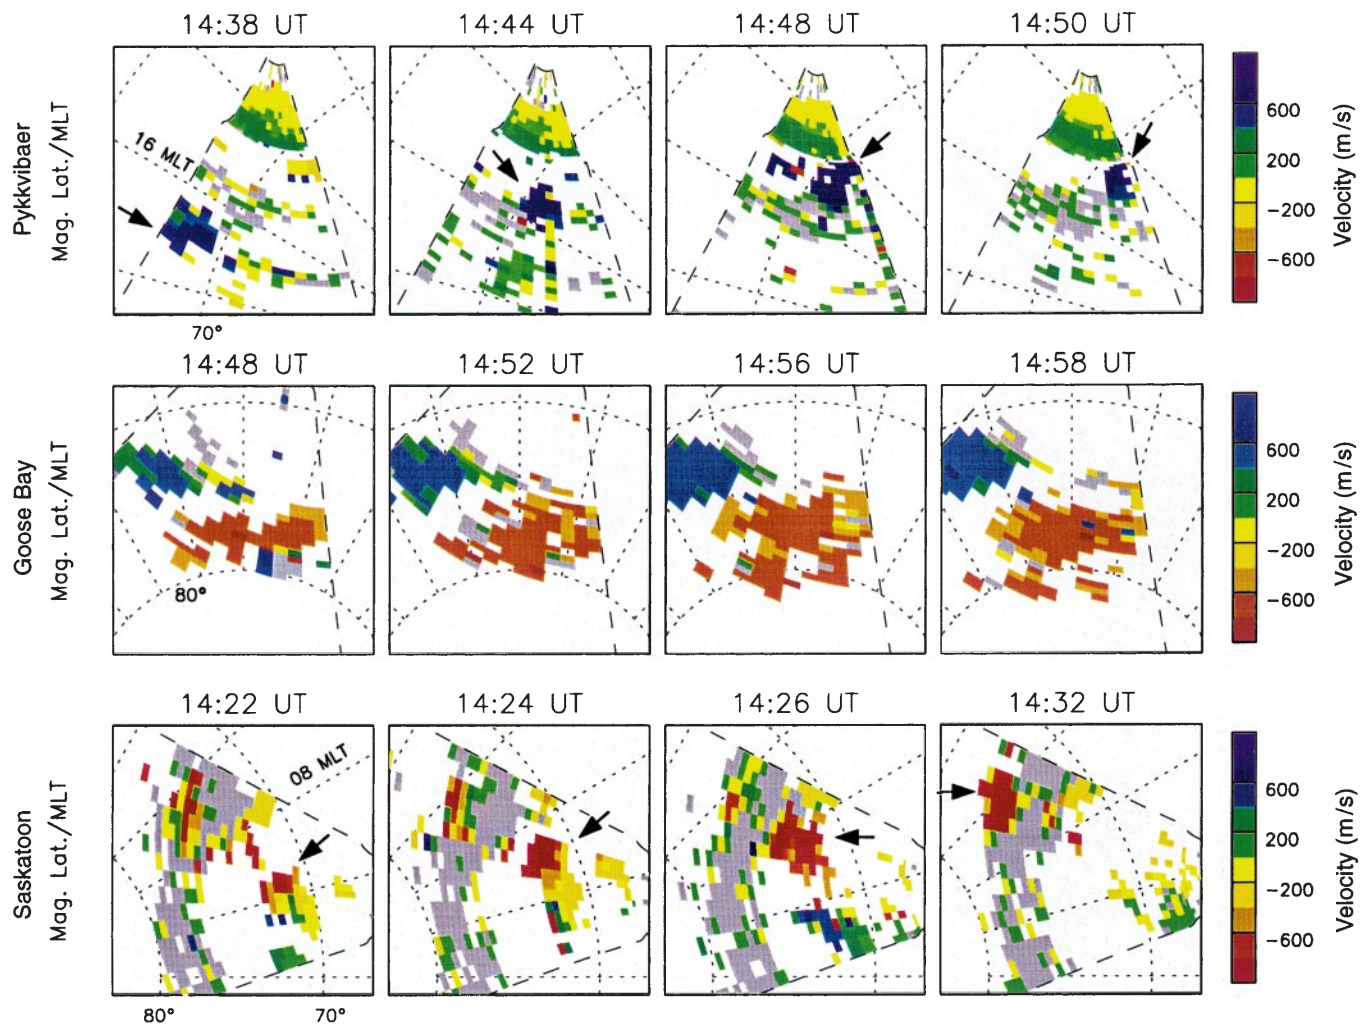 14:38 UT 14:44 UT 14:48 UT 14:50 UT
Pykkvibaer
Mag. Lat./MLT
16 MLT
70°
600
200
−200
−600
Velocity (m/s)
14:48 UT 14:52 UT 14:56 UT 14:58 UT
Goose Bay
Mag. Lat./MLT
80°
600
200
−200
−600
Velocity (m/s)
14:22 UT 14:24 UT 14:26 UT 14:32 UT
Saskatoon
Mag. Lat./MLT
08 MLT
80° 70°
600
200
−200
−600
Velocity (m/s)